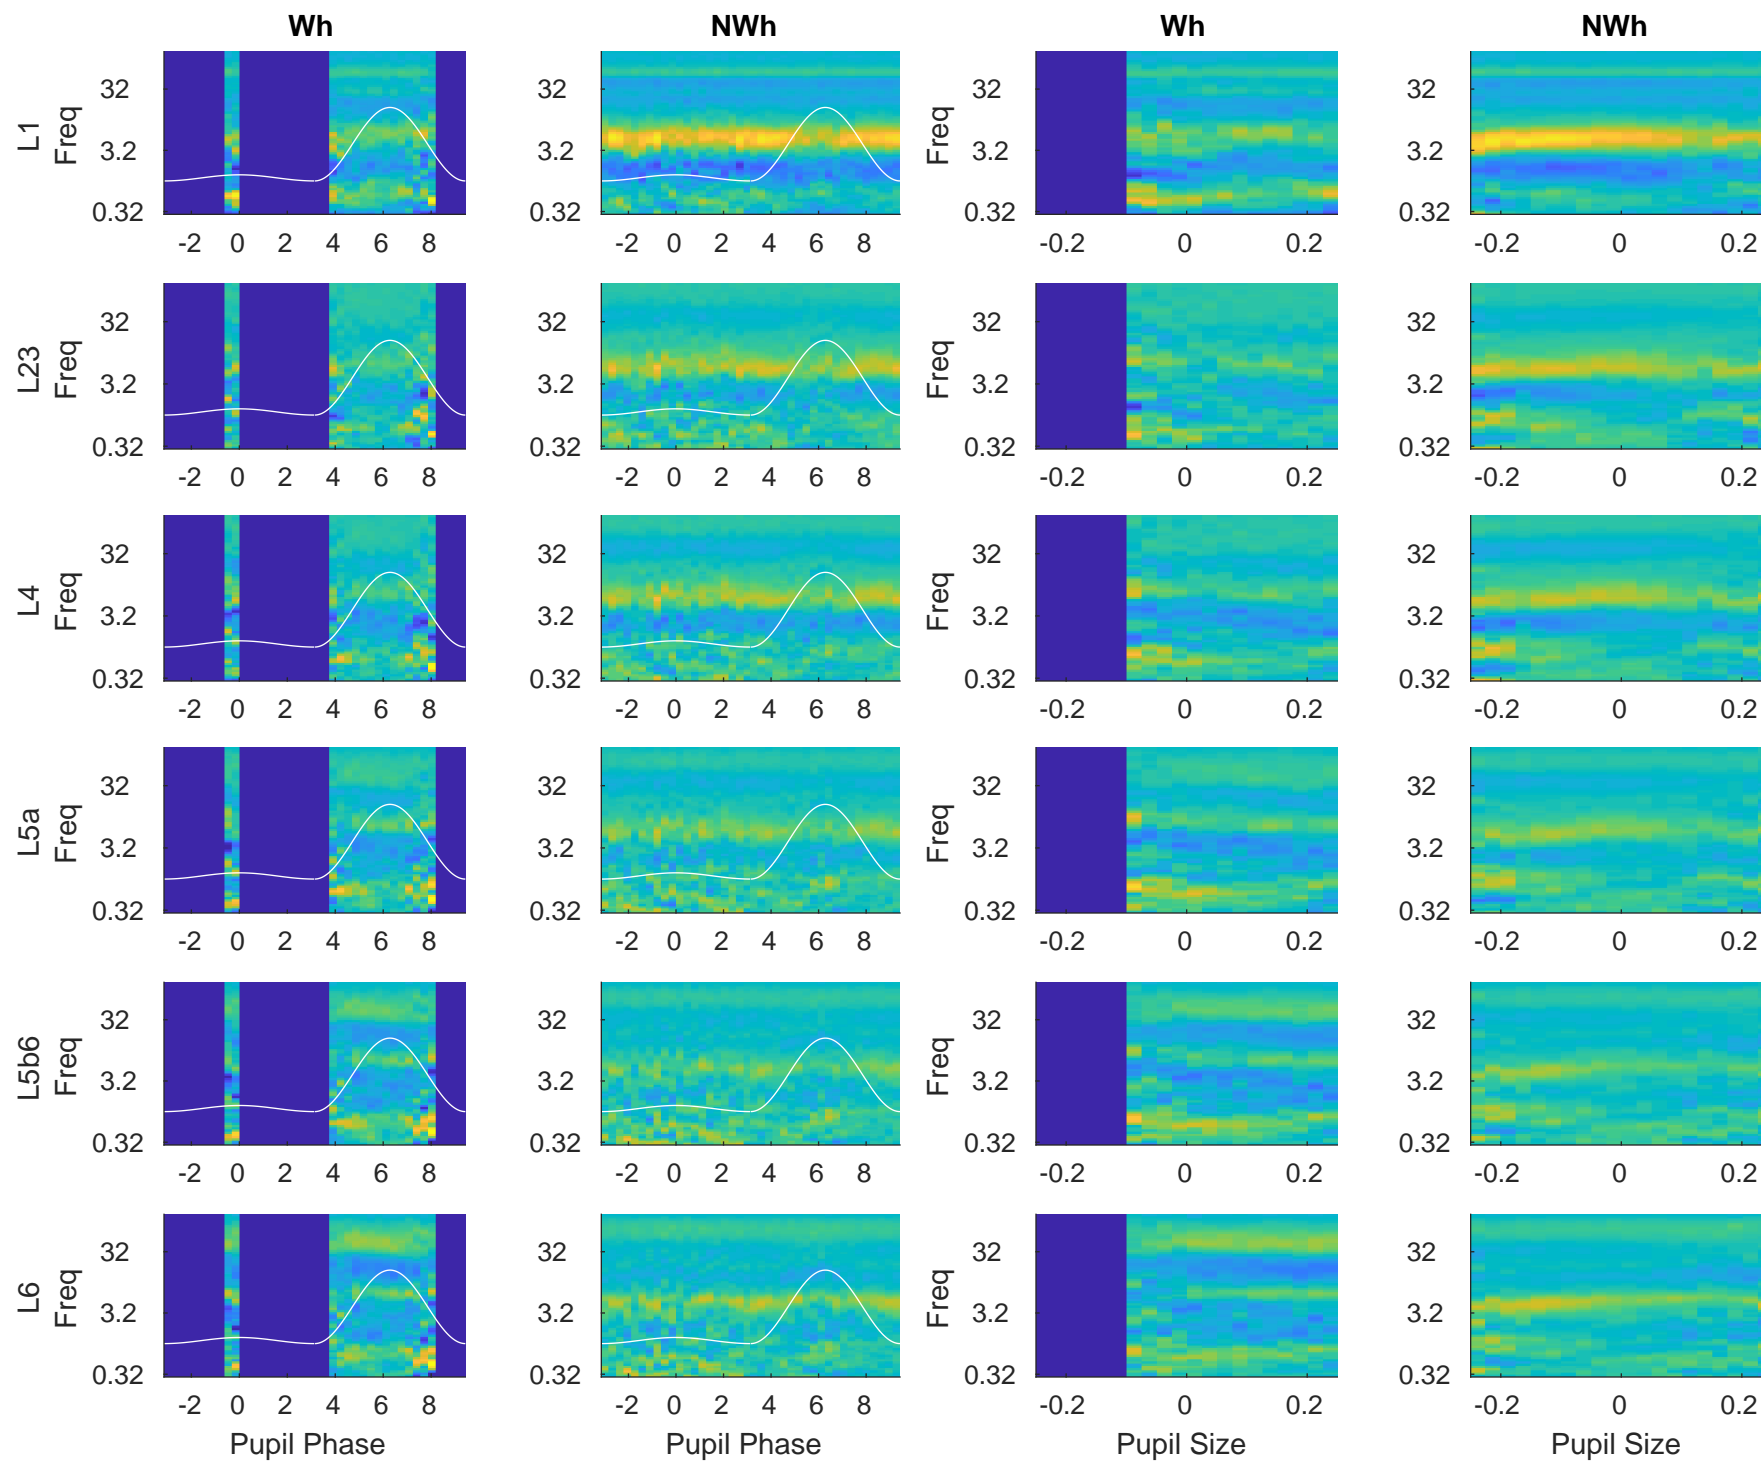 Wh NWh Wh NWh
L1 Freq 32 3.2 0.32 32 3.2 0.32 Freq 32 3.2 0.32 32 3.2 0.32
-2 0 2 4 6 8 -2 0 2 4 6 8 -0.2 0 0.2 -0.2 0 0.2
L23 Freq 32 3.2 0.32 32 3.2 0.32 Freq 32 3.2 0.32 32 3.2 0.32
-2 0 2 4 6 8 -2 0 2 4 6 8 -0.2 0 0.2 -0.2 0 0.2
L4 Freq 32 3.2 0.32 32 3.2 0.32 Freq 32 3.2 0.32 32 3.2 0.32
-2 0 2 4 6 8 -2 0 2 4 6 8 -0.2 0 0.2 -0.2 0 0.2
L5a Freq 32 3.2 0.32 32 3.2 0.32 Freq 32 3.2 0.32 32 3.2 0.32
-2 0 2 4 6 8 -2 0 2 4 6 8 -0.2 0 0.2 -0.2 0 0.2
L5b6 Freq 32 3.2 0.32 32 3.2 0.32 Freq 32 3.2 0.32 32 3.2 0.32
-2 0 2 4 6 8 -2 0 2 4 6 8 -0.2 0 0.2 -0.2 0 0.2
L6 Freq 32 3.2 0.32 32 3.2 0.32 Freq 32 3.2 0.32 32 3.2 0.32
-2 0 2 4 6 8 -2 0 2 4 6 8 -0.2 0 0.2 -0.2 0 0.2
Pupil Phase Pupil Phase Pupil Size Pupil Size